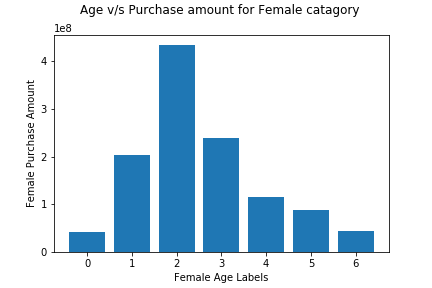 Age v/s Purchase amount for Female catagory
1e8
4
3
2
1
0
Female Purchase Amount
0 1 2 3 4 5 6
Female Age Labels